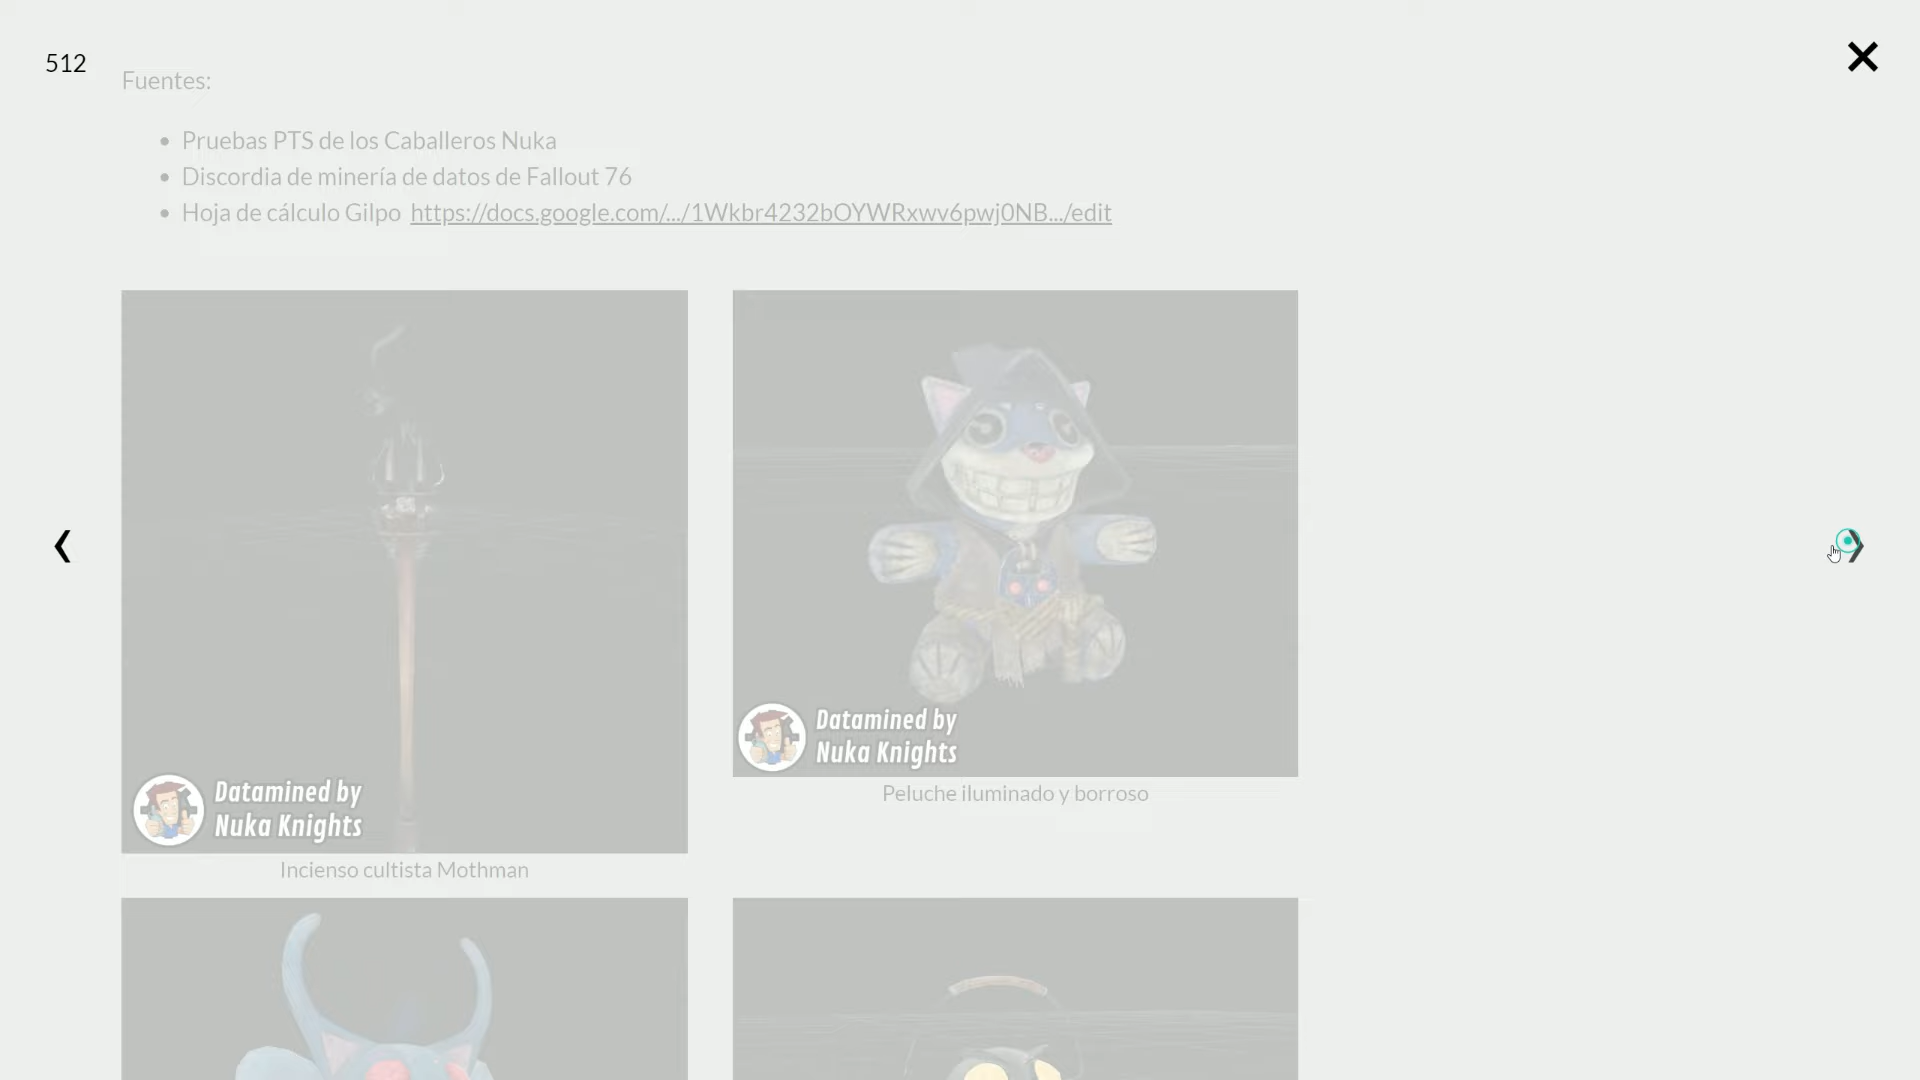 512
Fuentes:
Pruebas PTS de los Caballeros Nuka
Discordia de minería de datos de Fallout 76
Hoja de cálculo Gilpo https://docs.google.com/.../1Wkbr4232bOYWRxwv6pwj0NB.../edit
Datamined by
Nuka Knights
Incienso cultista Mothman
Datamined by
Nuka Knights
Peluche iluminado y borroso